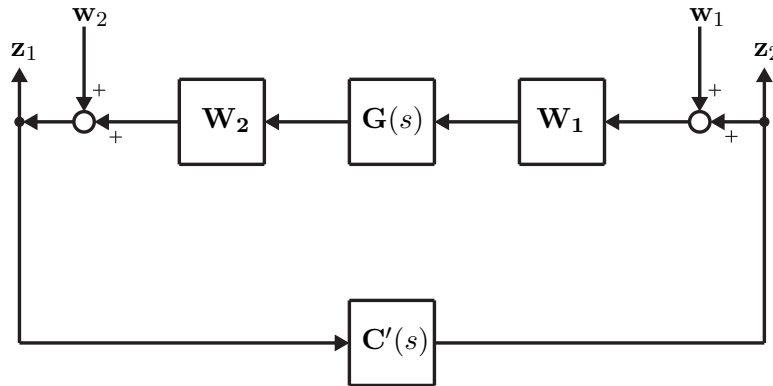 w₂ w₁
z₁ z₂
+ +
W₂ G(s) W₁
+ +
C′(s)